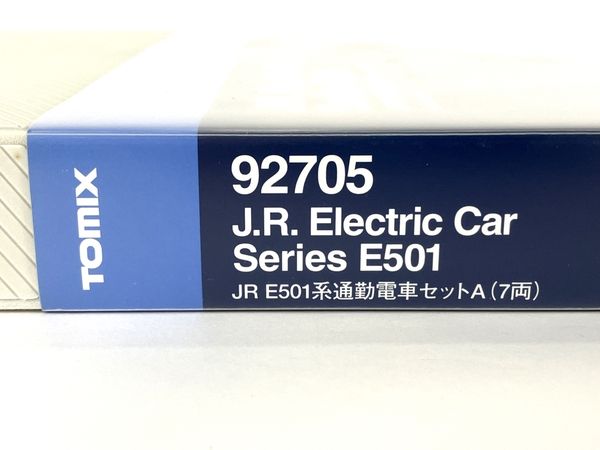 TOMIX
92705
J.R. Electric Car
Series E501
JR E501系通勤電車セットA(7両)